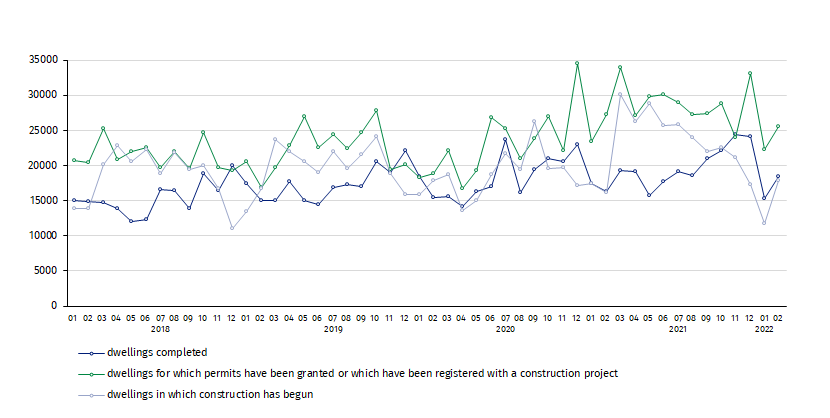 35000
30000
25000
20000
15000
10000
5000
0
01 02 03 04 05 06 07 08 09 10 11 12 01 02 03 04 05 06 07 08 09 10 11 12 01 02 03 04 05 06 07 08 09 10 11 12 01 02 03 04 05 06 07 08 09 10 11 12 01 02
2018 2019 2020 2021 2022
dwellings completed
dwellings for which permits have been granted or which have been registered with a construction project
dwellings in which construction has begun